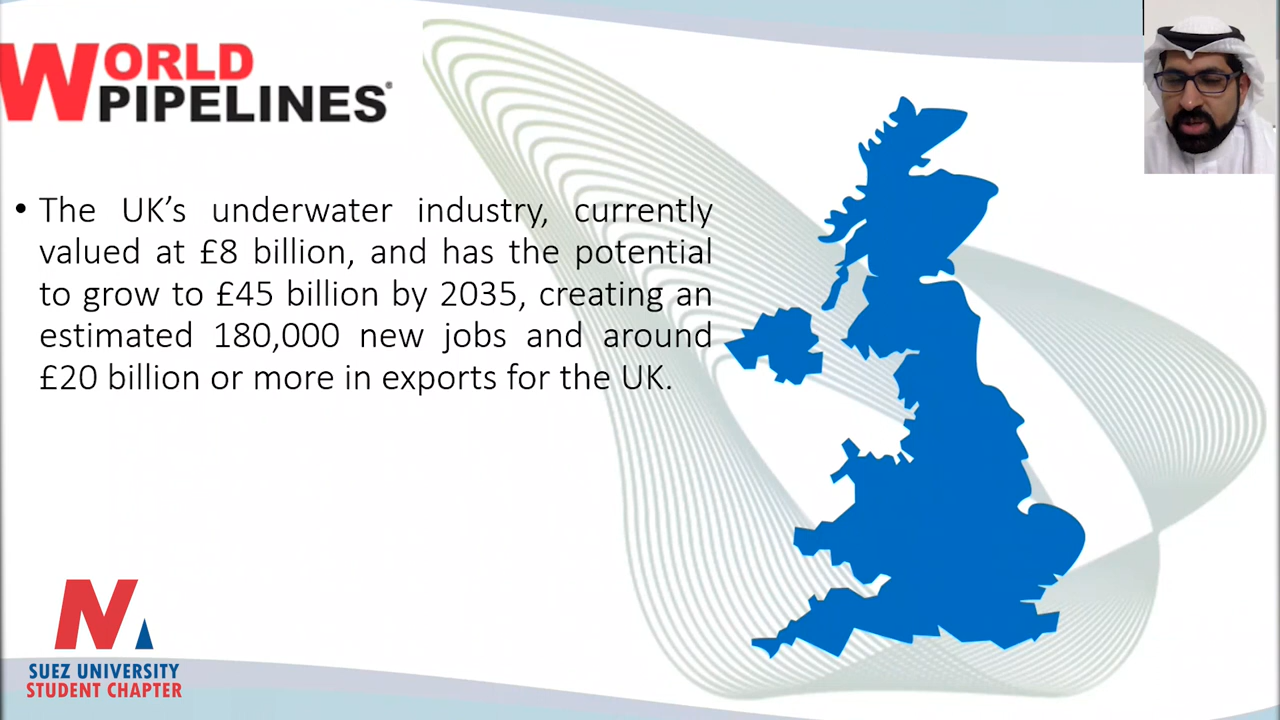 WORLD
PIPELINES®
• The UK’s underwater industry, currently
valued at £8 billion, and has the potential
to grow to £45 billion by 2035, creating an
estimated 180,000 new jobs and around
£20 billion or more in exports for the UK.
SUEZ UNIVERSITY
STUDENT CHAPTER